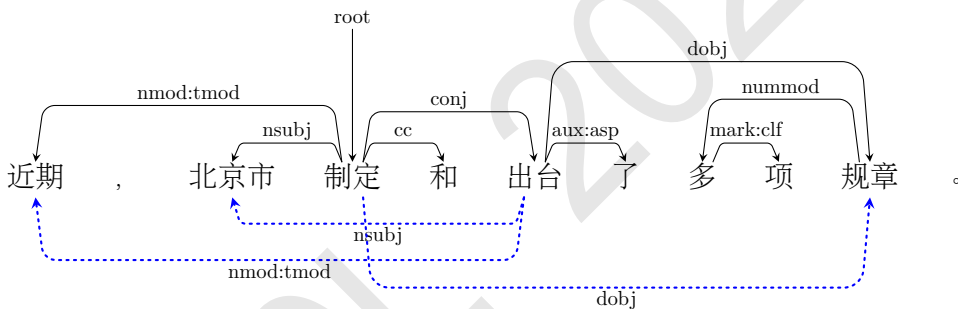 root
dobj
nmod:tmod conj nummod
nsubj cc aux:asp mark:clf
近期 , 北京市 制定 和 出台 了 多 项 规章 。
nsubj
nmod:tmod
dobj